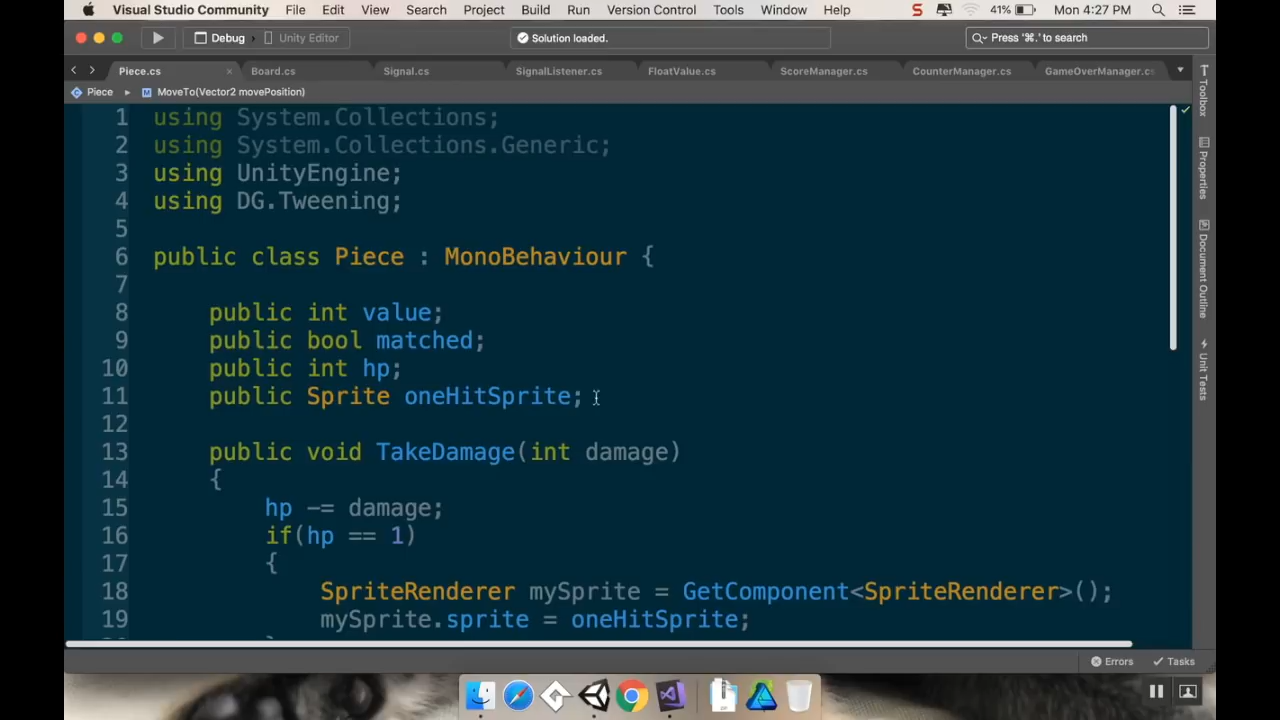 Visual Studio Community File Edit View Search Project Build Run Version Control Tools Window Help S 41% Mon 4:27 PM
Debug Unity Editor Solution loaded. Press '⌘.' to search
Piece.cs × Board.cs Signal.cs SignalListener.cs FloatValue.cs ScoreManager.cs CounterManager.cs GameOverManager.cs
Piece MoveTo(Vector2 movePosition)
1 using System.Collections;
2 using System.Collections.Generic;
3 using UnityEngine;
4 using DG.Tweening;
5
6 public class Piece : MonoBehaviour {
7
8 public int value;
9 public bool matched;
10 public int hp;
11 public Sprite oneHitSprite;
12
13 public void TakeDamage(int damage)
14 {
15 hp -= damage;
16 if(hp == 1)
17 {
18 SpriteRenderer mySprite = GetComponent<SpriteRenderer>();
19 mySprite.sprite = oneHitSprite;
Toolbox
Properties
Document Outline
Unit Tests
Errors Tasks